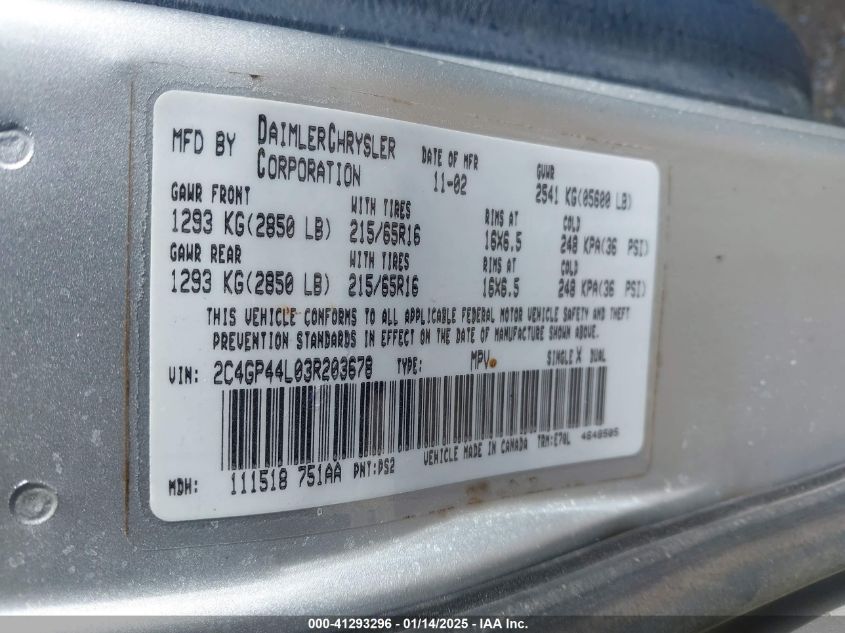 MFD BY DAIMLERCHRYSLER CORPORATION DATE OF MFR 11-02 GVWR 2541 KG(05600 LB)
GAWR FRONT WITH TIRES RIMS AT COLD
1293 KG(2850 LB) 215/65R16 16X6.5 248 KPA(36 PSI)
GAWR REAR WITH TIRES RIMS AT COLD
1293 KG(2850 LB) 215/65R16 16X6.5 248 KPA(36 PSI)
THIS VEHICLE CONFORMS TO ALL APPLICABLE FEDERAL MOTOR VEHICLE SAFETY AND THEFT
PREVENTION STANDARDS IN EFFECT ON THE DATE OF MANUFACTURE SHOWN ABOVE.
VIN: 2C4GP44L03R203678 TYPE: MPV SINGLE X DUAL
VEHICLE MADE IN CANADA TRM:E7QL 4648505
MDH: 111518 751AA PNT:PS2
000-41293296 - 01/14/2025 - IAA Inc.